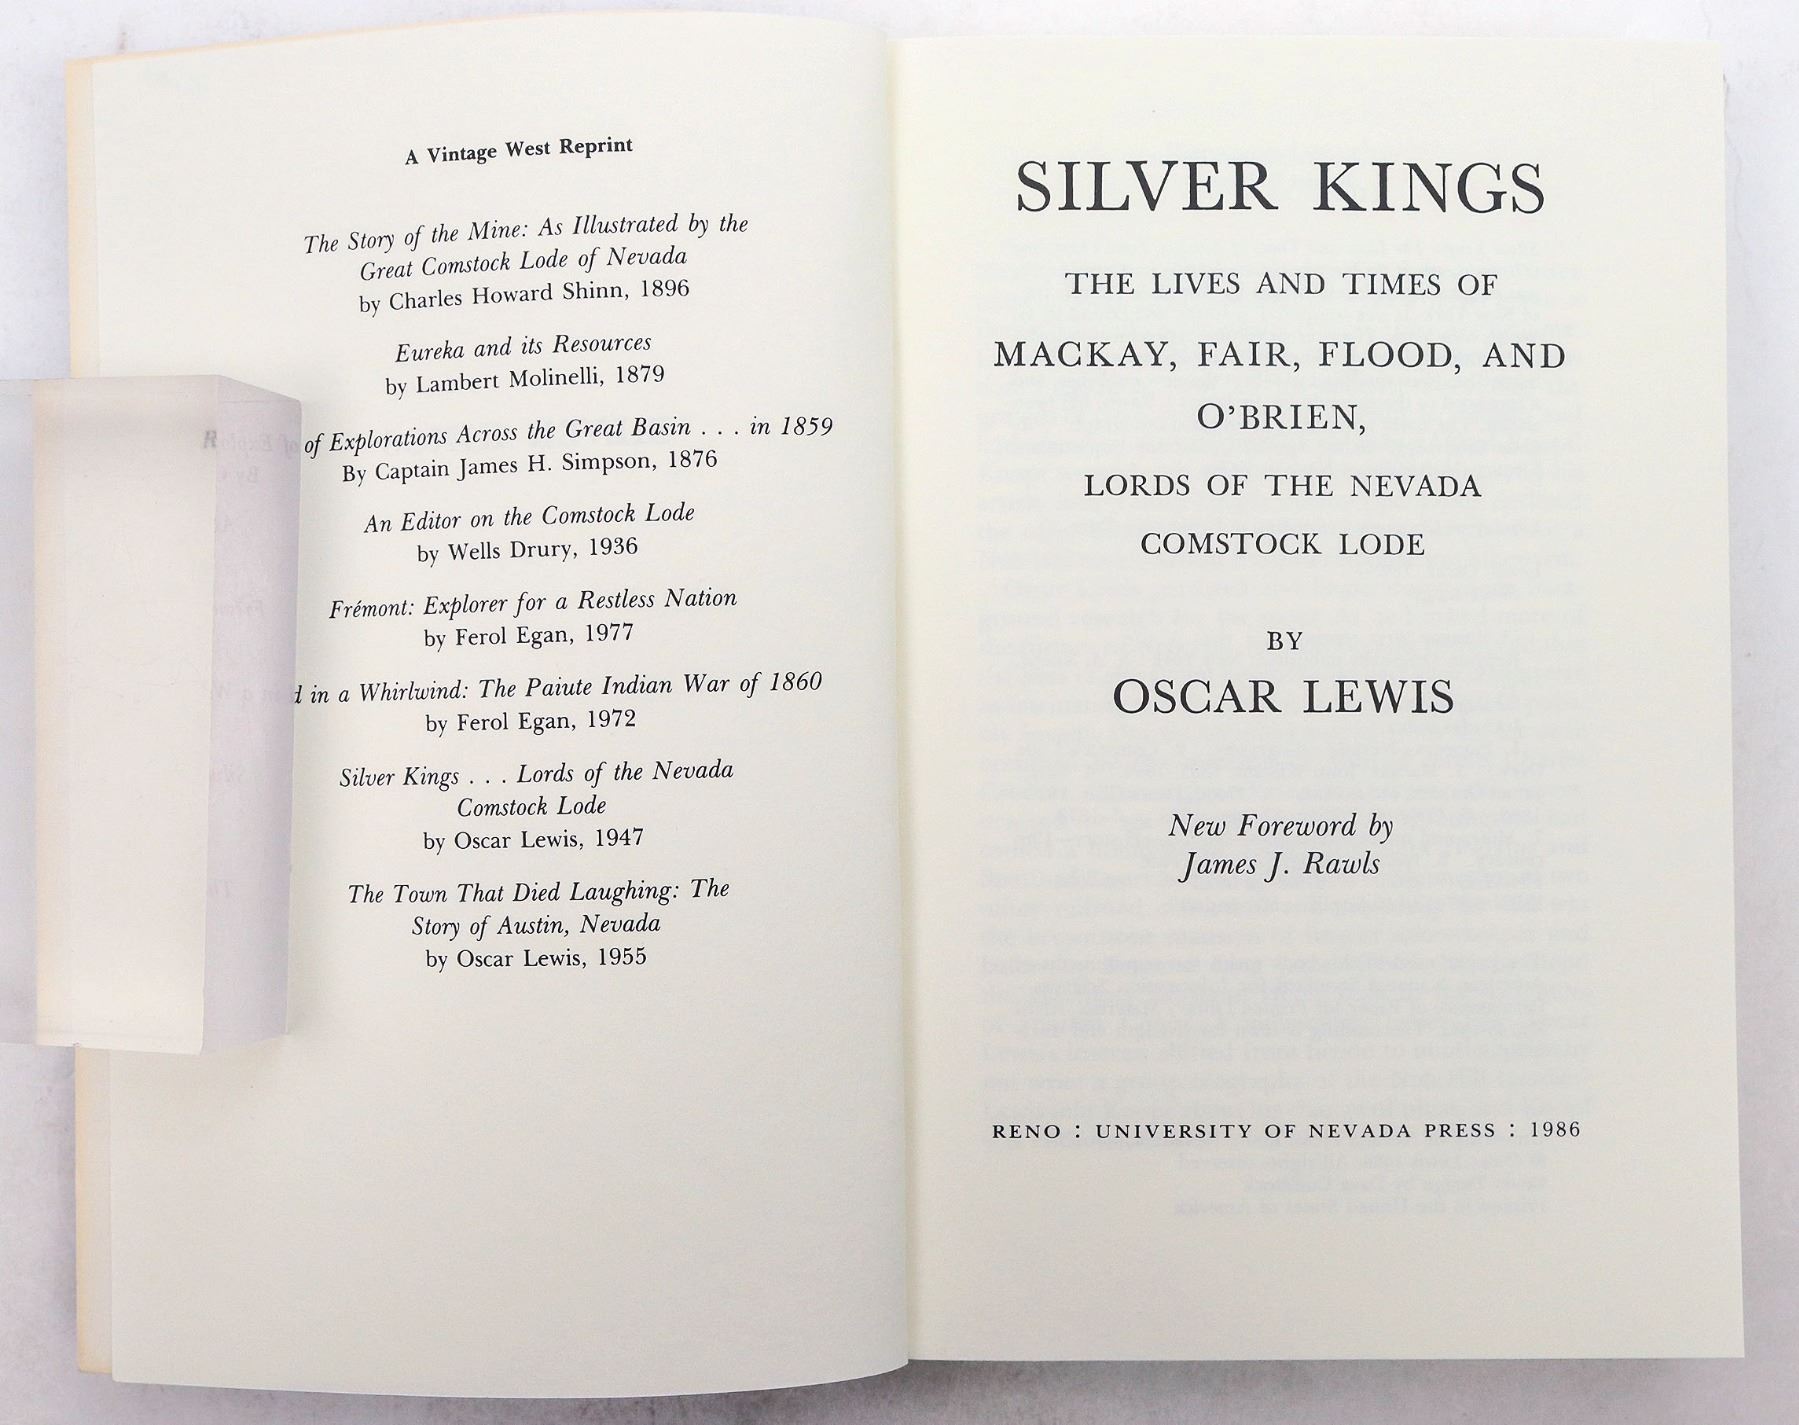 A Vintage West Reprint
The Story of the Mine: As Illustrated by the
Great Comstock Lode of Nevada
by Charles Howard Shinn, 1896
Eureka and its Resources
by Lambert Molinelli, 1879
of Explorations Across the Great Basin . . . in 1859
By Captain James H. Simpson, 1876
An Editor on the Comstock Lode
by Wells Drury, 1936
Frémont: Explorer for a Restless Nation
by Ferol Egan, 1977
in a Whirlwind: The Paiute Indian War of 1860
by Ferol Egan, 1972
Silver Kings . . . Lords of the Nevada
Comstock Lode
by Oscar Lewis, 1947
The Town That Died Laughing: The
Story of Austin, Nevada
by Oscar Lewis, 1955
SILVER KINGS
THE LIVES AND TIMES OF
MACKAY, FAIR, FLOOD, AND
O’BRIEN,
LORDS OF THE NEVADA
COMSTOCK LODE
BY
OSCAR LEWIS
New Foreword by
James J. Rawls
RENO : UNIVERSITY OF NEVADA PRESS : 1986